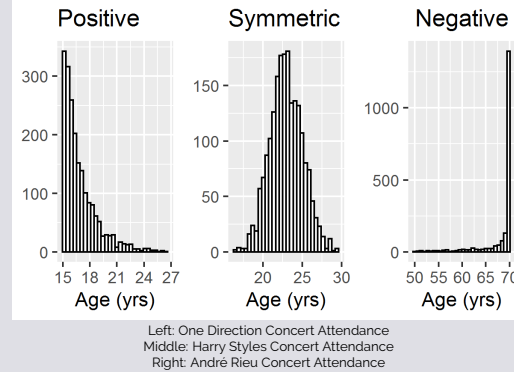 Positive Symmetric Negative
300
200
100
0
15 18 21 24 27
Age (yrs)
150
100
50
0
20 25 30
Age (yrs)
1000
500
0
50 55 60 65 70
Age (yrs)
Left: One Direction Concert Attendance
Middle: Harry Styles Concert Attendance
Right: André Rieu Concert Attendance